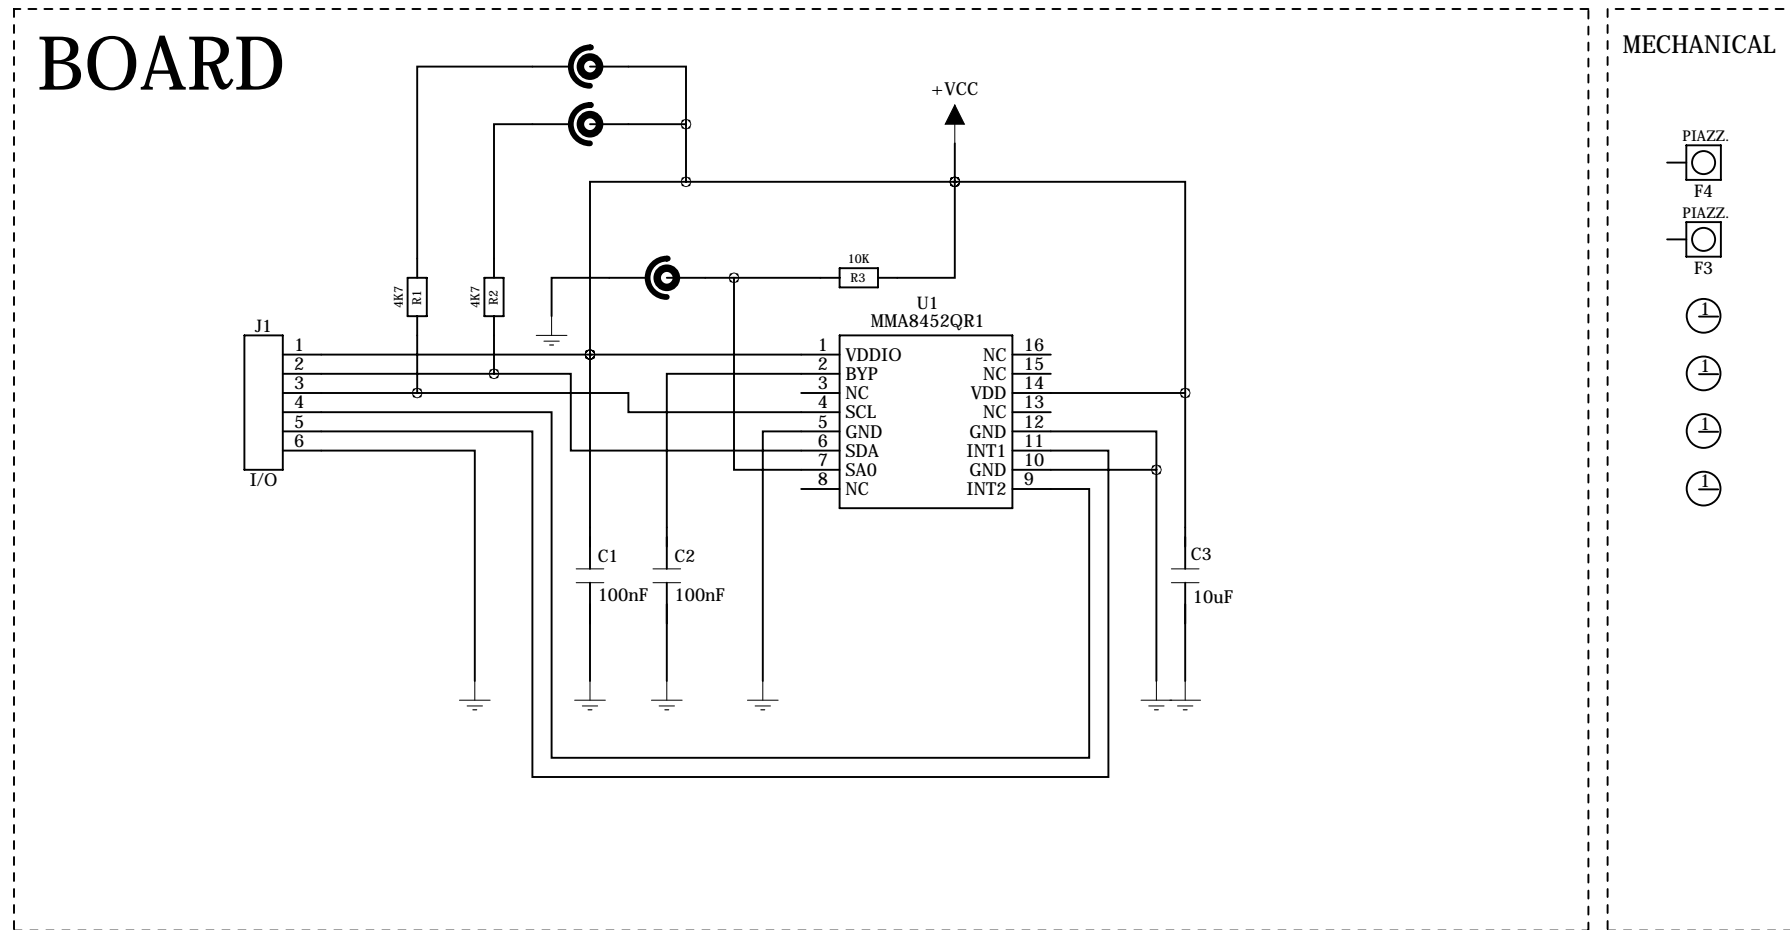 BOARD
MECHANICAL
+VCC
PIAZZ.
F4
PIAZZ.
F3
1
1
1
1
4K7
R1
4K7
R2
10K
R3
J1
1
2
3
4
5
6
I/O
U1
MMA8452QR1
1 VDDIO NC 16
2 BYP NC 15
3 NC VDD 14
4 SCL NC 13
5 GND GND 12
6 SDA INT1 11
7 SA0 GND 10
8 NC INT2 9
C1
100nF
C2
100nF
C3
10uF